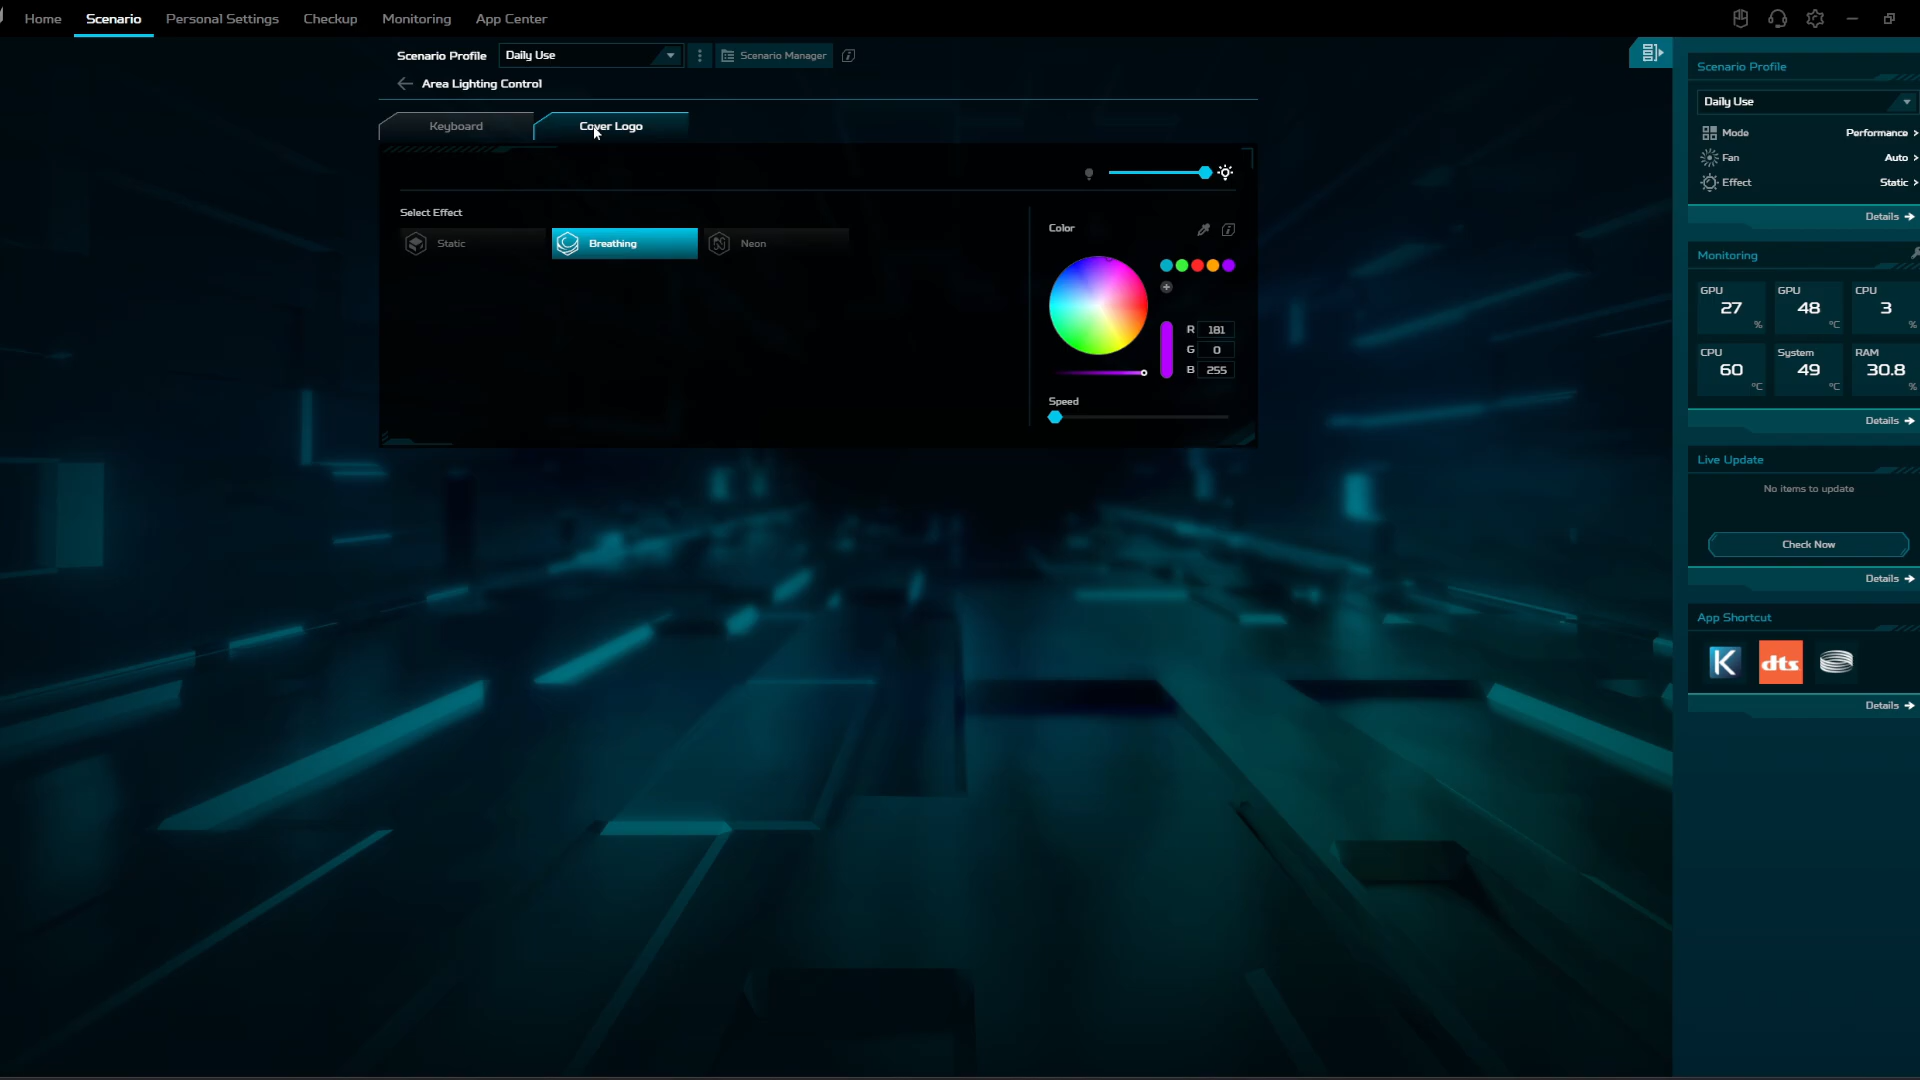 Home Scenario Personal Settings Checkup Monitoring App Center
Scenario Profile Daily Use Scenario Manager
Area Lighting Control
Keyboard Cover Logo
Select Effect
Static Breathing Neon
Color
R 181
G 0
B 255
Speed
Scenario Profile
Daily Use
Mode Performance
Fan Auto
Effect Static
Details
Monitoring
GPU GPU CPU
27 48 3
% °C %
CPU System RAM
60 49 30.8
°C °C %
Details
Live Update
No items to update
Check Now
Details
App Shortcut
K dts
Details